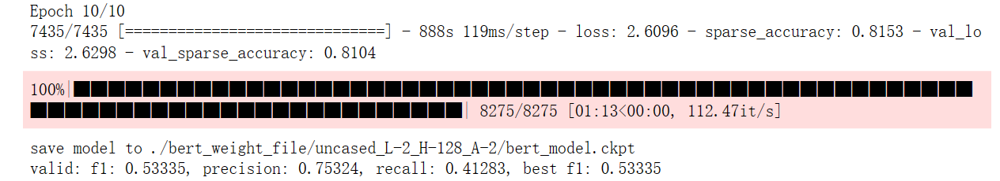 Epoch 10/10
7435/7435 [==============================] - 888s 119ms/step - loss: 2.6096 - sparse_accuracy: 0.8153 - val_lo
ss: 2.6298 - val_sparse_accuracy: 0.8104
100%|████████████████████████████████████████████████████
█████████████████████████| 8275/8275 [01:13<00:00, 112.47it/s]
save model to ./bert_weight_file/uncased_L-2_H-128_A-2/bert_model.ckpt
valid: f1: 0.53335, precision: 0.75324, recall: 0.41283, best f1: 0.53335